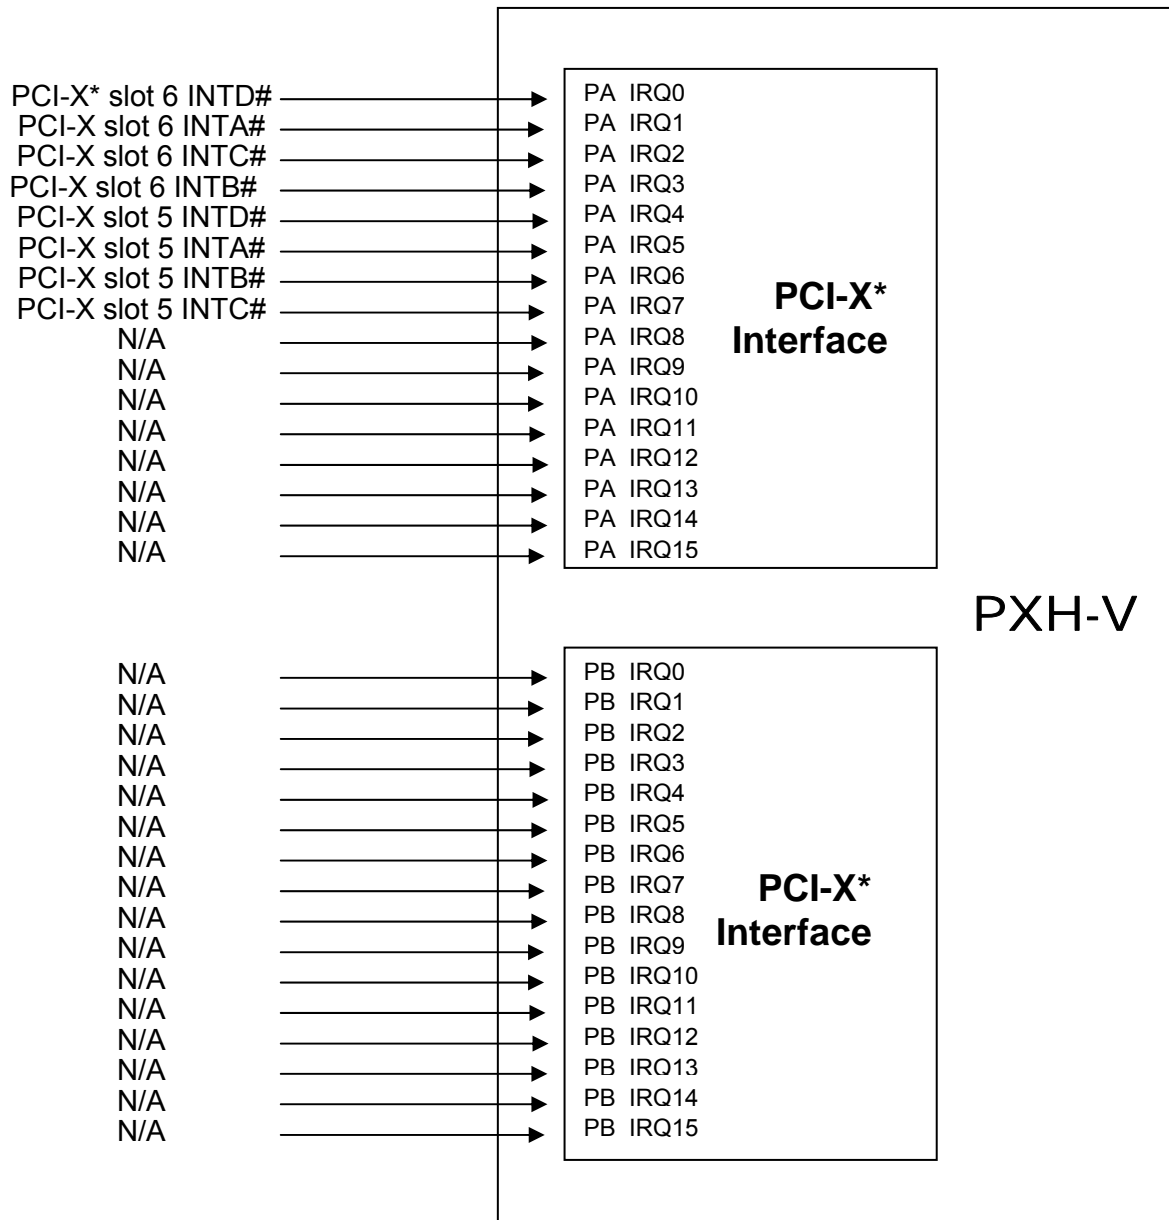 PCI-X* slot 6 INTD# PA IRQ0
PCI-X slot 6 INTA# PA IRQ1
PCI-X slot 6 INTC# PA IRQ2
PCI-X slot 6 INTB# PA IRQ3
PCI-X slot 5 INTD# PA IRQ4
PCI-X slot 5 INTA# PA IRQ5
PCI-X slot 5 INTB# PA IRQ6
PCI-X slot 5 INTC# PA IRQ7
N/A PA IRQ8
N/A PA IRQ9
N/A PA IRQ10
N/A PA IRQ11
N/A PA IRQ12
N/A PA IRQ13
N/A PA IRQ14
N/A PA IRQ15
PCI-X*
Interface
PXH-V
N/A PB IRQ0
N/A PB IRQ1
N/A PB IRQ2
N/A PB IRQ3
N/A PB IRQ4
N/A PB IRQ5
N/A PB IRQ6
N/A PB IRQ7
N/A PB IRQ8
N/A PB IRQ9
N/A PB IRQ10
N/A PB IRQ11
N/A PB IRQ12
N/A PB IRQ13
N/A PB IRQ14
N/A PB IRQ15
PCI-X*
Interface